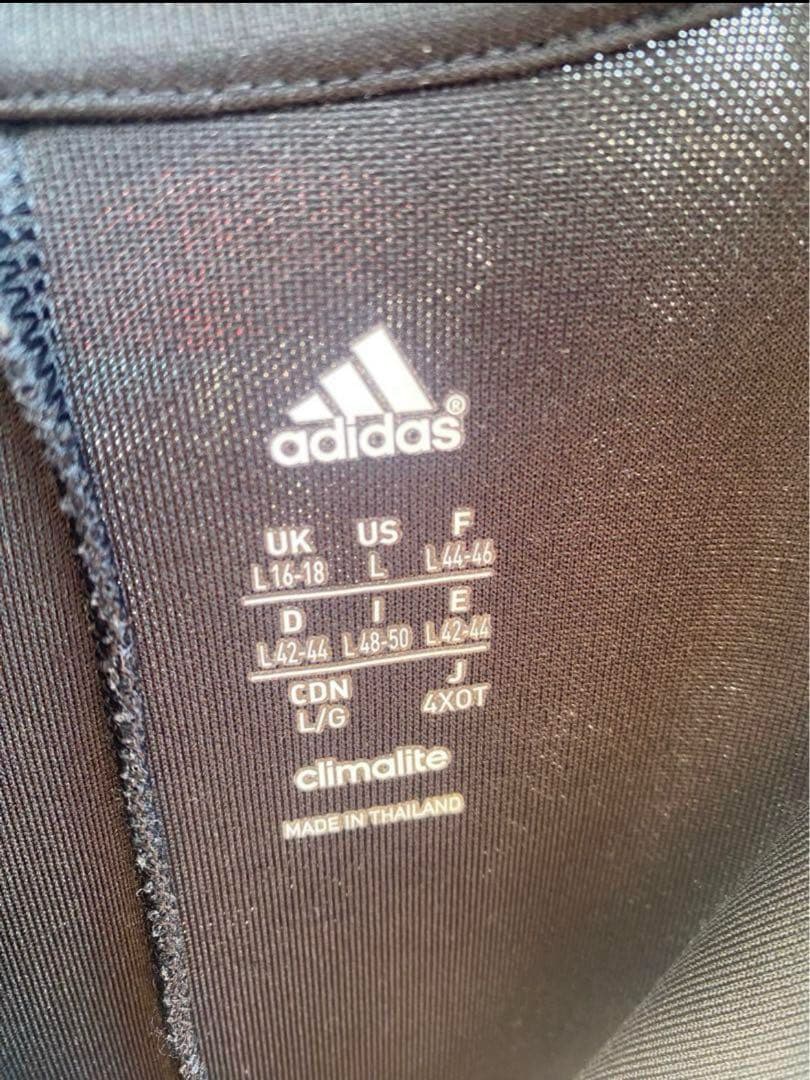 adidas®
UK US F
L 16-18 L L 44-46
D I E
L 42-44 L 48-50 L 42-44
CDN J
L/G 4XOT
climalite
MADE IN THAILAND